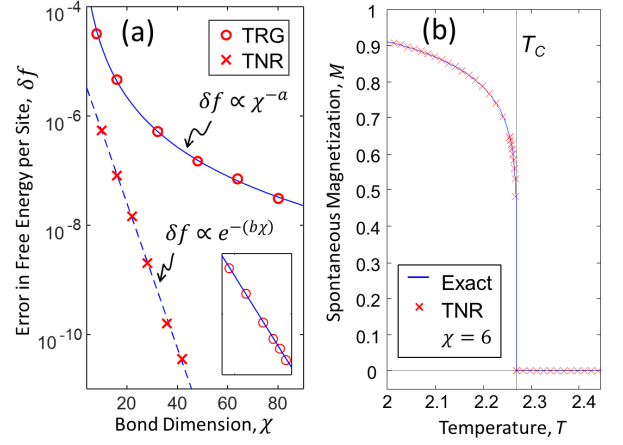 (a)
TRG
TNR
δf ∝ χ⁻ᵃ
δf ∝ e^{-(bχ)}
Error in Free Energy per Site, δf
10⁻⁴
10⁻⁶
10⁻⁸
10⁻¹⁰
20 40 60 80
Bond Dimension, χ
(b)
T_C
Spontaneous Magnetization, M
1
0.9
0.8
0.7
0.6
0.5
0.4
0.3
0.2
0.1
0
Exact
TNR
χ = 6
2 2.1 2.2 2.3 2.4
Temperature, T